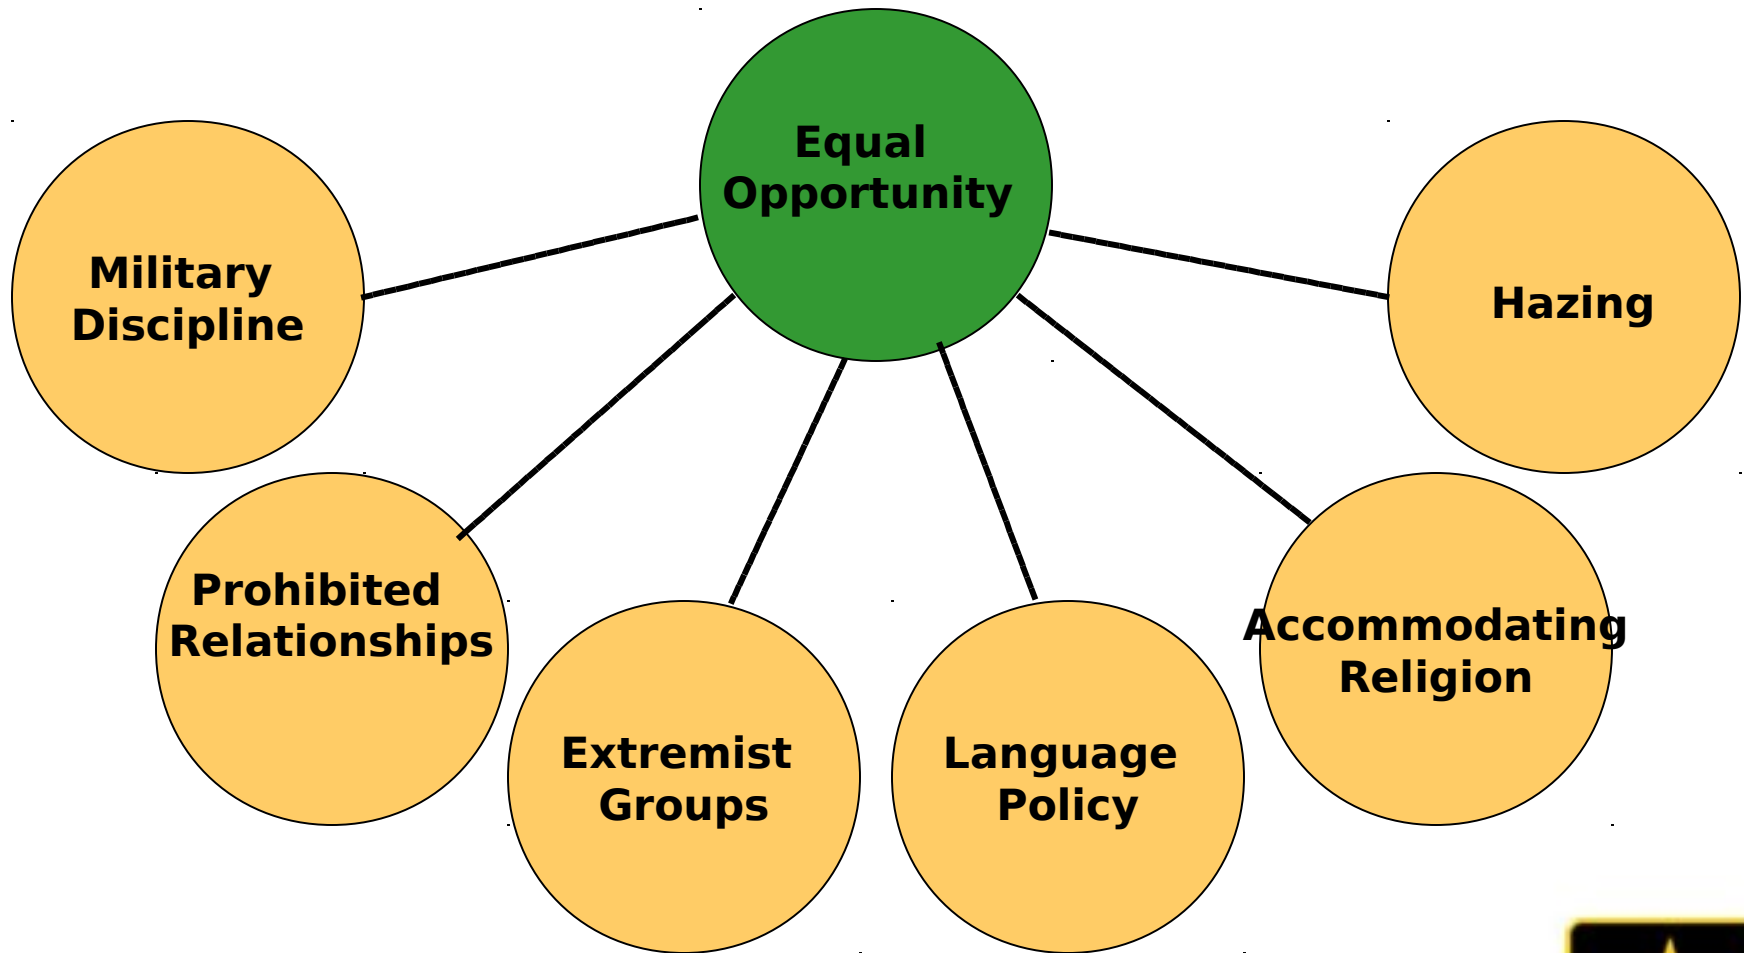 Equal
Opportunity
Military
Discipline
Hazing
Prohibited
Relationships
Accommodating
Religion
Extremist
Groups
Language
Policy